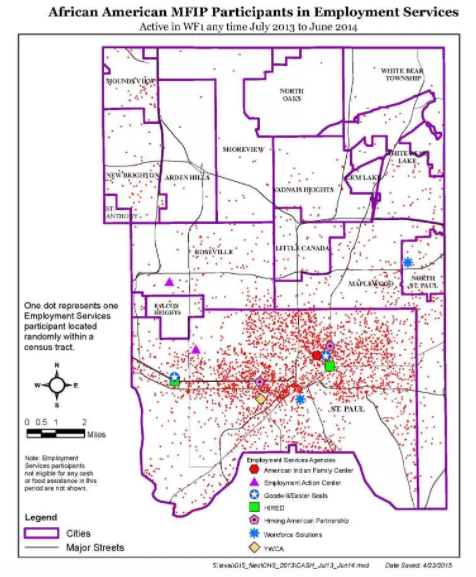 African American MFIP Participants in Employment Services
Active in WF1 any time July 2013 to June 2014
MOUNDS VIEW
NORTH
OAKS
WHITE BEAR
TOWNSHIP
SHOREVIEW
WHITE BEAR
LAKE
NEW BRIGHTON
ARDEN HILLS
GEM LAKE
VADNAIS HEIGHTS
ST.
ANTHONY
ROSEVILLE
LITTLE CANADA
MAPLEWOOD
NORTH
ST. PAUL
FALCON
HEIGHTS
ST. PAUL
One dot represents one
Employment Services
participant located
randomly within a
census tract.
N
W
E
S
0 0.5 1 2
Miles
Note: Employment
Services participants
not eligible for any cash
or food assistance in this
period are not shown.
Legend
Cities
Major Streets
Employment Services Agencies
American Indian Family Center
Employment Action Center
Goodwill/Easter Seals
HIRED
Hmong American Partnership
Workforce Solutions
YWCA
Date Saved: 4/23/2015